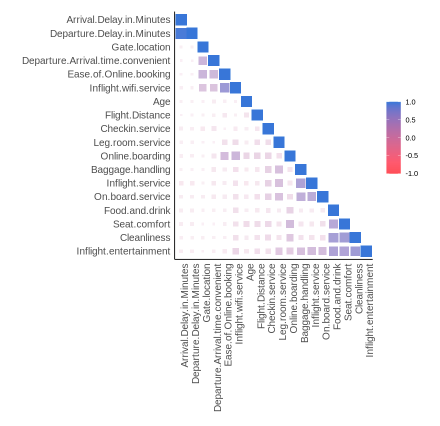 Arrival.Delay.in.Minutes
Departure.Delay.in.Minutes
Gate.location
Departure.Arrival.time.convenient
Ease.of.Online.booking
Inflight.wifi.service
Age
Flight.Distance
Checkin.service
Leg.room.service
Online.boarding
Baggage.handling
Inflight.service
On.board.service
Food.and.drink
Seat.comfort
Cleanliness
Inflight.entertainment
1.0
0.5
0.0
-0.5
-1.0
Arrival.Delay.in.Minutes
Departure.Delay.in.Minutes
Gate.location
Departure.Arrival.time.convenient
Ease.of.Online.booking
Inflight.wifi.service
Age
Flight.Distance
Checkin.service
Leg.room.service
Online.boarding
Baggage.handling
Inflight.service
On.board.service
Food.and.drink
Seat.comfort
Cleanliness
Inflight.entertainment